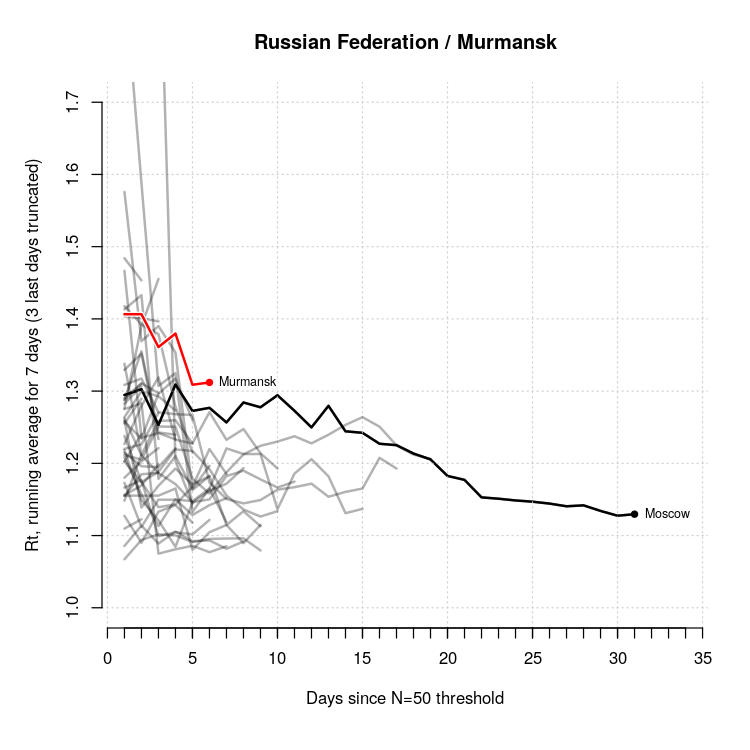 Russian Federation / Murmansk
Rt, running average for 7 days (3 last days truncated)
1.7
1.6
1.5
1.4
1.3
1.2
1.1
1.0
Murmansk
Moscow
0 5 10 15 20 25 30 35
Days since N=50 threshold